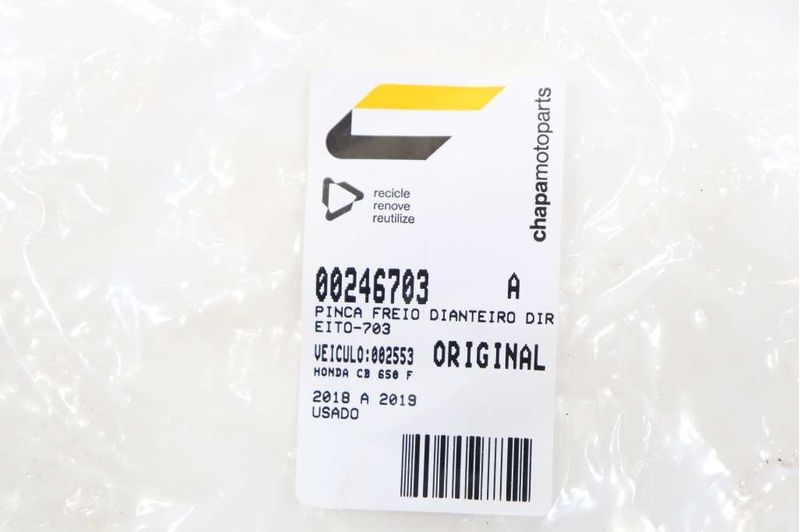 chapamotoparts
recicle
renove
reutilize
00246703 A
PINCA FREIO DIANTEIRO DIR
EITO-703
VEICULO:002553 ORIGINAL
HONDA CB 650 F
2018 A 2019
USADO